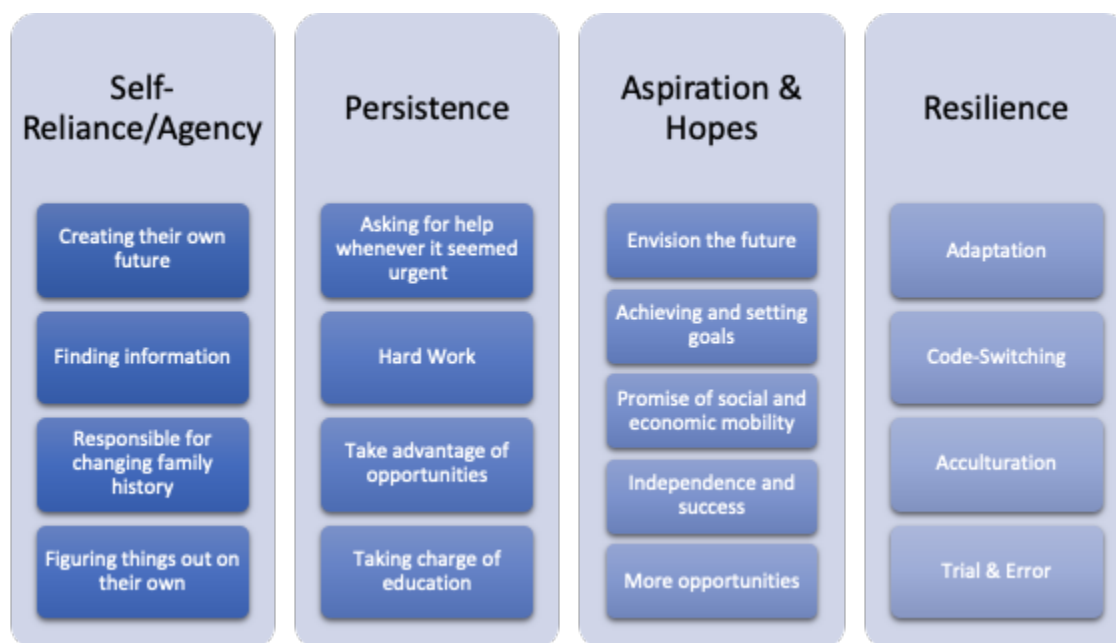 Self-
Reliance/Agency
Creating their own
future
Finding information
Responsible for
changing family
history
Figuring things out on
their own
Persistence
Asking for help
whenever it seemed
urgent
Hard Work
Take advantage of
opportunities
Taking charge of
education
Aspiration &
Hopes
Envision the future
Achieving and setting
goals
Promise of social and
economic mobility
Independence and
success
More opportunities
Resilience
Adaptation
Code-Switching
Acculturation
Trial & Error